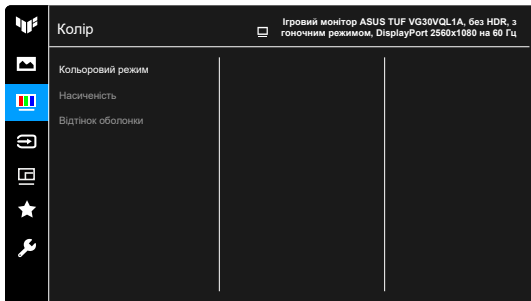 Колір
Ігровий монітор ASUS TUF VG30VQL1A, без HDR, з
гоночним режимом, DisplayPort 2560x1080 на 60 Гц
Кольоровий режим
Насиченість
Відтінок оболонки